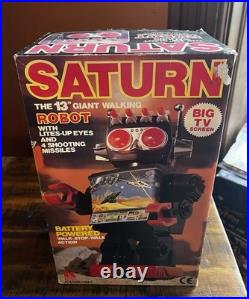 SATURN
SATURN
THE 13" GIANT WALKING
ROBOT
WITH
LITES-UP EYES
AND
4 SHOOTING
MISSILES
BIG
TV
SCREEN
BATTERY
POWERED
WALK-STOP-WALK
ACTION
CE